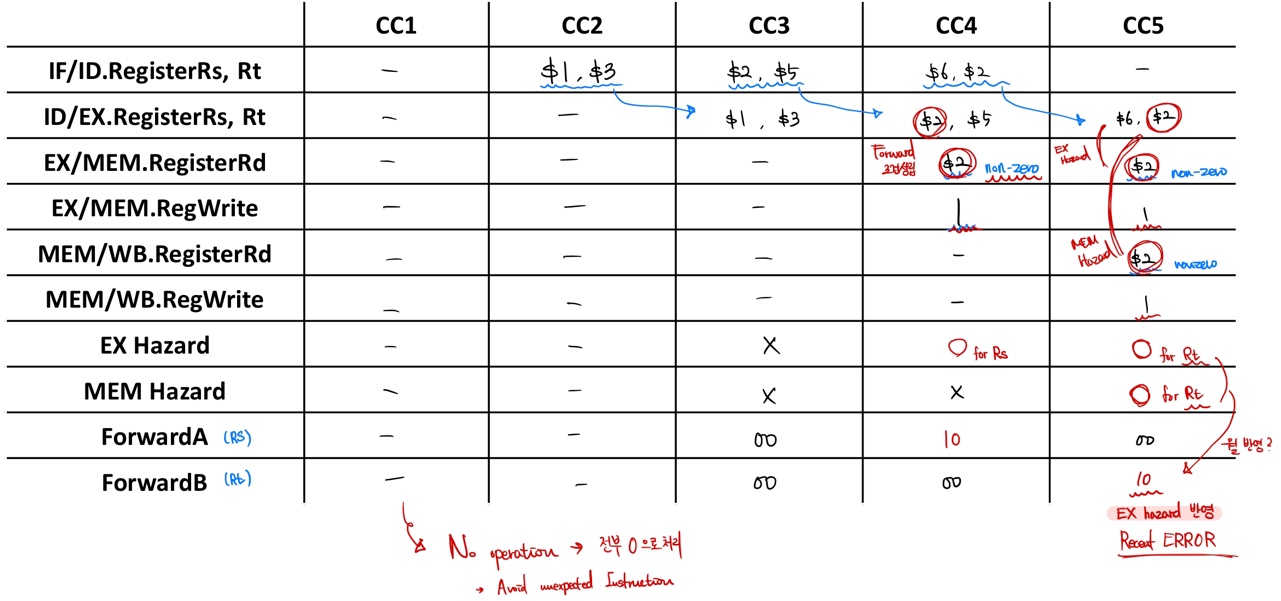 CC1 CC2 CC3 CC4 CC5
IF/ID.RegisterRs, Rt — $1, $3 $2, $5 $6, $2 —
ID/EX.RegisterRs, Rt — — $1, $3 $2, $5 $6, $2
EX/MEM.RegisterRd — — — Forward 조건성립 $2 non-zero EX Hazard $2 non-zero
EX/MEM.RegWrite — — — 1 1
MEM/WB.RegisterRd — — — — MEM Hazard $2 nonzero
MEM/WB.RegWrite — — — — 1
EX Hazard — — X O for Rs O for Rt
MEM Hazard — — X X O for Rt
ForwardA (RS) — — 00 10 00 뭘 반영?
ForwardB (Rt) — — 00 00 10
EX hazard 반영
No operation → 전부 0으로 처리
Recent ERROR
→ Avoid unexpected Instruction